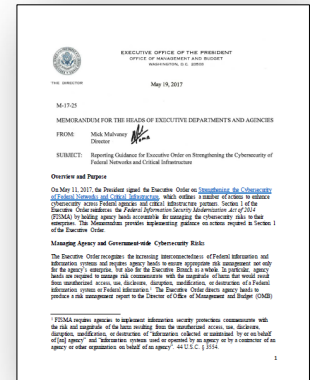 EXECUTIVE OFFICE OF THE PRESIDENT
OFFICE OF MANAGEMENT AND BUDGET
WASHINGTON, D.C. 20503
THE DIRECTOR
May 19, 2017
M-17-25
MEMORANDUM FOR THE HEADS OF EXECUTIVE DEPARTMENTS AND AGENCIES
FROM: Mick Mulvaney
Director
SUBJECT: Reporting Guidance for Executive Order on Strengthening the Cybersecurity of
Federal Networks and Critical Infrastructure
Overview and Purpose
On May 11, 2017, the President signed the Executive Order on Strengthening the Cybersecurity
of Federal Networks and Critical Infrastructure, which outlines a number of actions to enhance
cybersecurity across Federal agencies and critical infrastructure partners. Section 1 of the
Executive Order reinforces the Federal Information Security Modernization Act of 2014
(FISMA) by holding agency heads accountable for managing the cybersecurity risks to their
enterprises. This Memorandum provides implementing guidance on actions required in Section 1
of the Executive Order.
Managing Agency and Government-wide Cybersecurity Risks
The Executive Order recognizes the increasing interconnectedness of Federal information and
information systems and requires agency heads to ensure appropriate risk management not only
for the agency's enterprise, but also for the Executive Branch as a whole. In particular, agency
heads are required to manage risk commensurate with the magnitude of harm that would result
from unauthorized access, use, disclosure, disruption, modification, or destruction of a Federal
information system or Federal information.1 The Executive Order directs agency heads to
produce a risk management report to the Director of Office of Management and Budget (OMB)
1 FISMA requires agencies to implement information security protections commensurate with
the risk and magnitude of the harm resulting from the unauthorized access, use, disclosure,
disruption, modification, or destruction of "information collected or maintained by or on behalf
of [an] agency" and "information systems used or operated by an agency or by a contractor of an
agency or other organization on behalf of an agency". 44 U.S.C. § 3554.
1